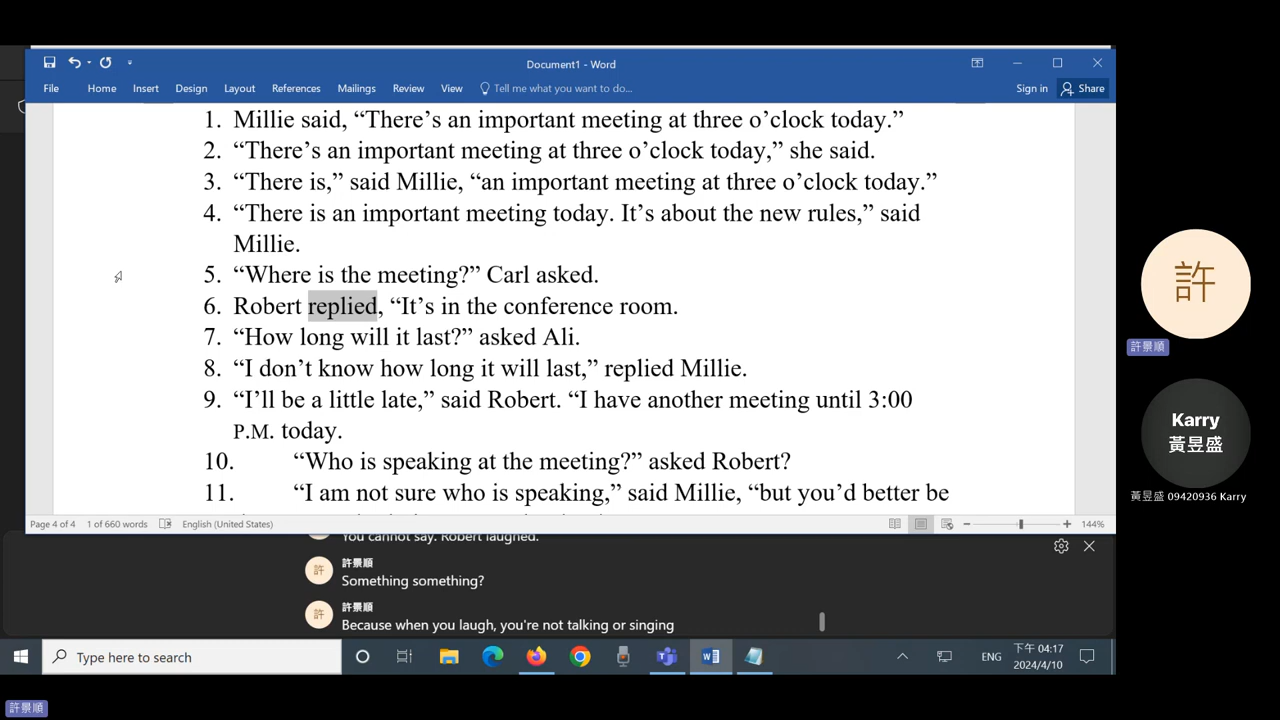 Document1 - Word
File Home Insert Design Layout References Mailings Review View Tell me what you want to do... Sign in Share
1. Millie said, “There’s an important meeting at three o’clock today.”
2. “There’s an important meeting at three o’clock today,” she said.
3. “There is,” said Millie, “an important meeting at three o’clock today.”
4. “There is an important meeting today. It’s about the new rules,” said
Millie.
5. “Where is the meeting?” Carl asked.
6. Robert replied, “It’s in the conference room.
7. “How long will it last?” asked Ali.
8. “I don’t know how long it will last,” replied Millie.
9. “I’ll be a little late,” said Robert. “I have another meeting until 3:00
P.M. today.
10. “Who is speaking at the meeting?” asked Robert?
11. “I am not sure who is speaking,” said Millie, “but you’d better be
Page 4 of 4 1 of 660 words English (United States) 144%
You cannot say. Robert laughed.
許 許景順
Something something?
許 許景順
Because when you laugh, you're not talking or singing
Type here to search
ENG
下午 04:17
2024/4/10
許
許景順
Karry
黃昱盛
黃昱盛 09420936 Karry
許景順